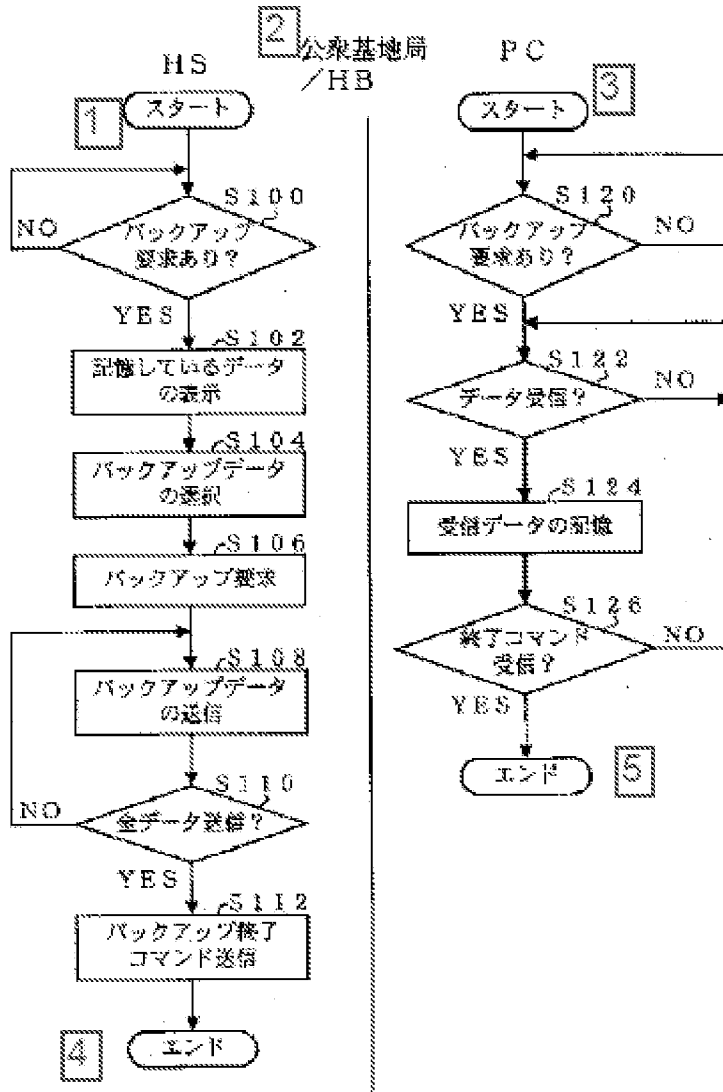 2
公衆基地局
/HB
HS
1
スタート
S100
バックアップ
要求あり?
NO
YES
S102
記憶しているデータ
の表示
S104
バックアップデータ
の選択
S106
バックアップ要求
S108
バックアップデータ
の送信
S110
全データ送信?
NO
YES
S112
バックアップ終了
コマンド送信
4
エンド
PC
3
スタート
S120
バックアップ
要求あり?
NO
YES
S122
データ受信?
NO
YES
S124
受信データの記憶
S126
終了コマンド
受信?
NO
YES
エンド
5